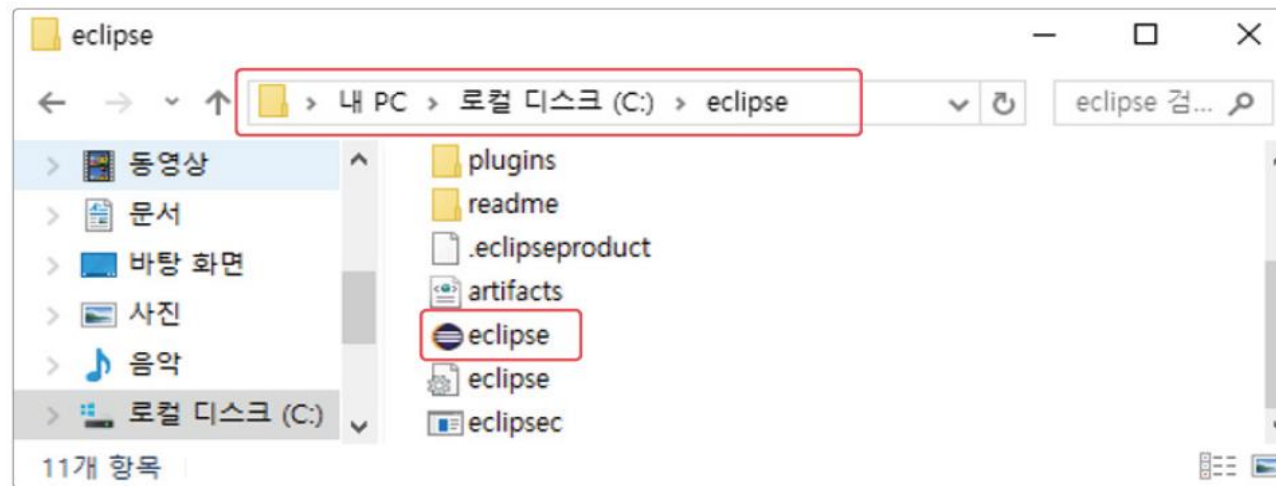 eclipse
내 PC > 로컬 디스크 (C:) > eclipse
eclipse 검...
동영상
문서
바탕 화면
사진
음악
로컬 디스크 (C:)
plugins
readme
.eclipseproduct
artifacts
eclipse
eclipse
eclipsec
11개 항목